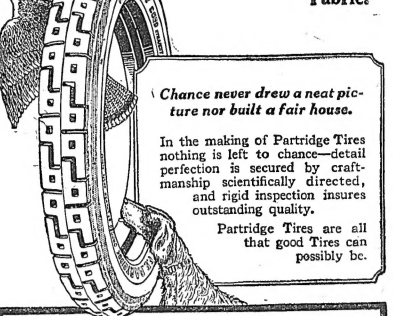 Fabric.
Chance never drew a neat pic-
ture nor built a fair house.
In the making of Partridge Tires
nothing is left to chance—detail
perfection is secured by craft-
manship scientifically directed,
and rigid inspection insures
outstanding quality.
Partridge Tires are all
that good Tires can
possibly be.